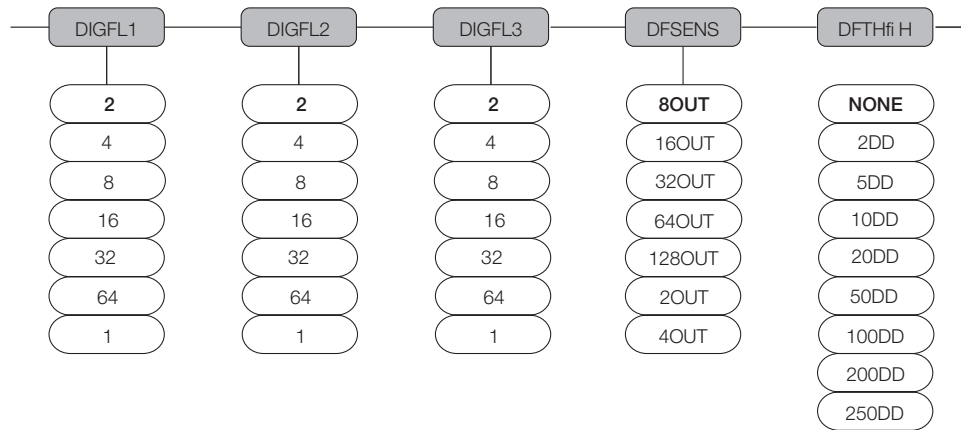 DIGFL1 DIGFL2 DIGFL3 DFSENS DFTHfi H
2 2 2 8OUT NONE
4 4 4 16OUT 2DD
8 8 8 32OUT 5DD
16 16 16 64OUT 10DD
32 32 32 128OUT 20DD
64 64 64 2OUT 50DD
1 1 1 4OUT 100DD
200DD
250DD